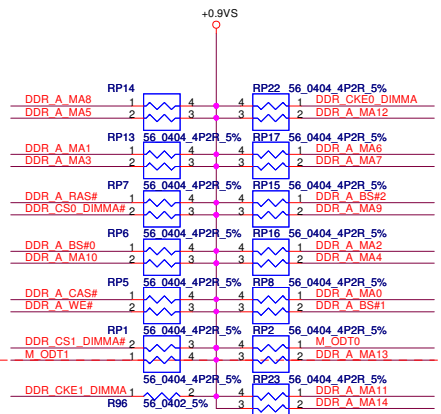 +0.9VS
RP14 RP22 56_0404_4P2R_5%
DDR_A_MA8 1 4 4 1 DDR_CKE0_DIMMA
DDR_A_MA5 2 3 3 2 DDR_A_MA12
RP13 56_0404_4P2R_5% RP17 56_0404_4P2R_5%
DDR_A_MA1 1 4 4 1 DDR_A_MA6
DDR_A_MA3 2 3 3 2 DDR_A_MA7
RP7 56_0404_4P2R_5% RP15 56_0404_4P2R_5%
DDR_A_RAS# 1 4 4 1 DDR_A_BS#2
DDR_CS0_DIMMA# 2 3 3 2 DDR_A_MA9
RP6 56_0404_4P2R_5% RP16 56_0404_4P2R_5%
DDR_A_BS#0 1 4 4 1 DDR_A_MA2
DDR_A_MA10 2 3 3 2 DDR_A_MA4
RP5 56_0404_4P2R_5% RP8 56_0404_4P2R_5%
DDR_A_CAS# 1 4 4 1 DDR_A_MA0
DDR_A_WE# 2 3 3 2 DDR_A_BS#1
RP1 56_0404_4P2R_5% RP2 56_0404_4P2R_5%
DDR_CS1_DIMMA# 2 3 4 1 M_ODT0
M_ODT1 1 4 3 2 DDR_A_MA13
56_0404_4P2R_5% RP23 56_0404_4P2R_5%
DDR_CKE1_DIMMA 1 2 4 1 DDR_A_MA11
R96 56_0402_5% 3 2 DDR_A_MA14